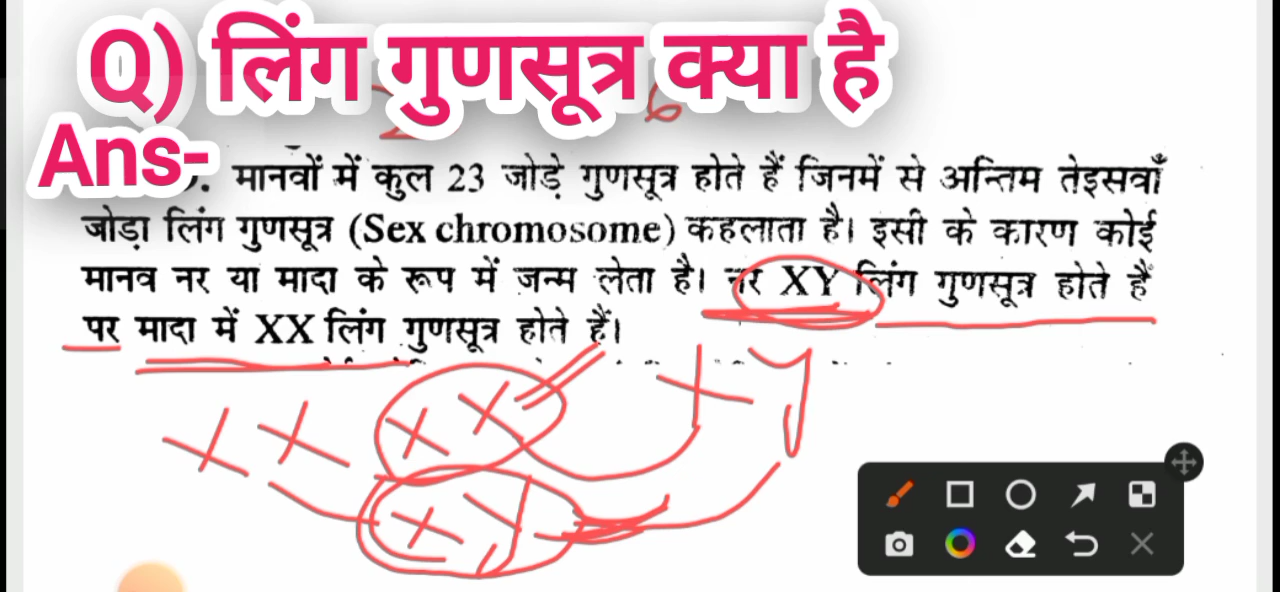 Q) लिंग गुणसूत्र क्या है
6
Ans-
मानवों में कुल 23 जोड़े गुणसूत्र होते हैं जिनमें से अन्तिम तेइसवाँ
जोड़ा लिंग गुणसूत्र (Sex chromosome) कहलाता है। इसी के कारण कोई
मानव नर या मादा के रूप में जन्म लेता है। नर XY लिंग गुणसूत्र होते हैं
पर मादा में XX लिंग गुणसूत्र होते हैं।
X X X X X Y
X Y